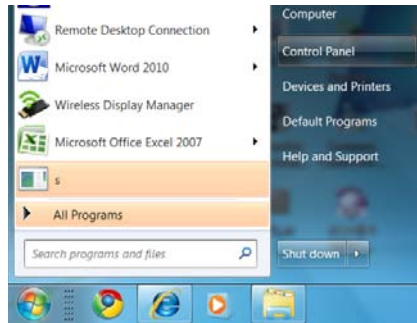 Remote Desktop Connection
Microsoft Word 2010
Wireless Display Manager
Microsoft Office Excel 2007
s
All Programs
Search programs and files
Computer
Control Panel
Devices and Printers
Default Programs
Help and Support
Shut down